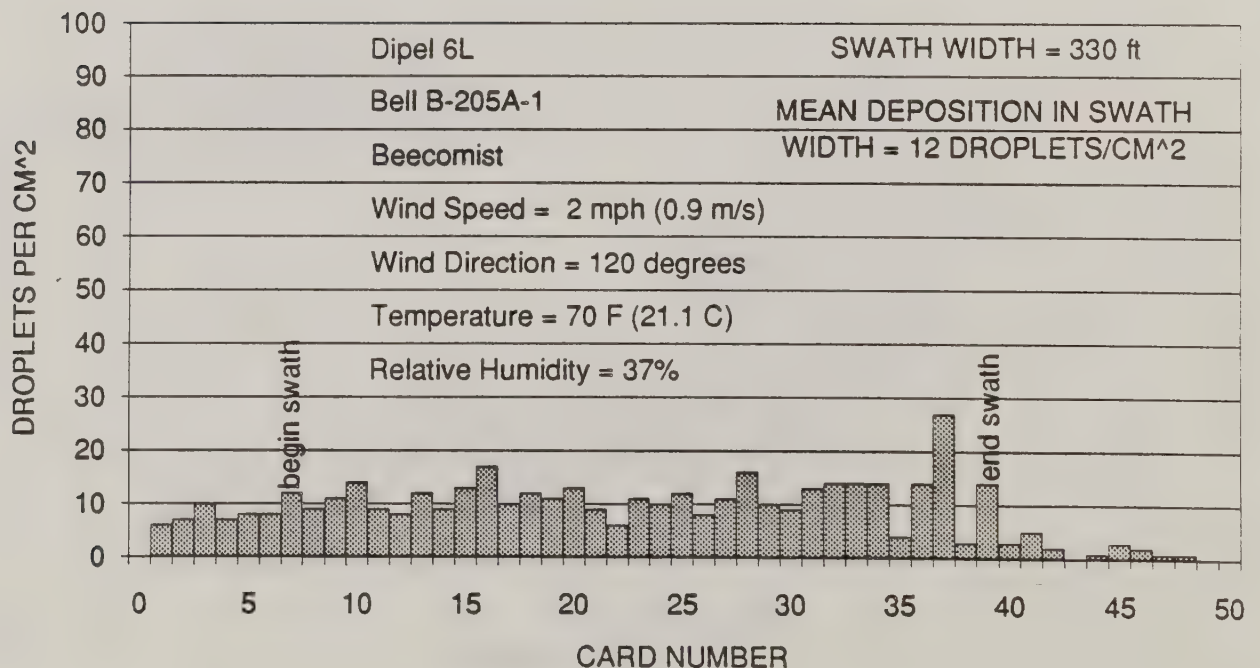 100
90
80
70
60
50
40
30
20
10
0
DROPLETS PER CM^2
Dipel 6L
Bell B-205A-1
Beecomist
Wind Speed = 2 mph (0.9 m/s)
Wind Direction = 120 degrees
Temperature = 70 F (21.1 C)
Relative Humidity = 37%
SWATH WIDTH = 330 ft
MEAN DEPOSITION IN SWATH
WIDTH = 12 DROPLETS/CM^2
begin swath
end swath
0 5 10 15 20 25 30 35 40 45 50
CARD NUMBER